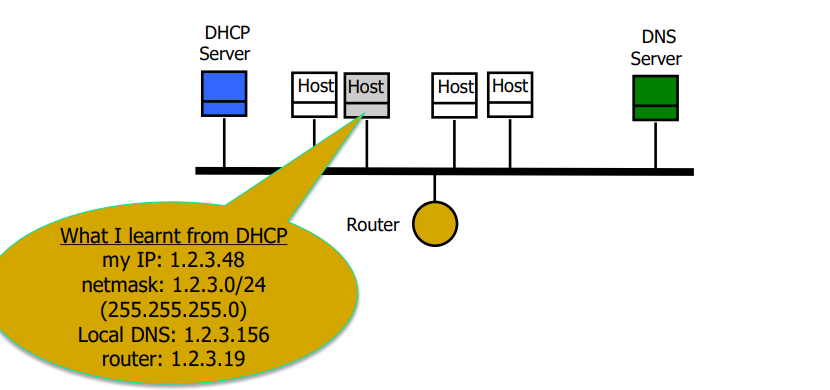 DHCP
Server
DNS
Server
Host
Host
Host
Host
Router
What I learnt from DHCP
my IP: 1.2.3.48
netmask: 1.2.3.0/24
(255.255.255.0)
Local DNS: 1.2.3.156
router: 1.2.3.19